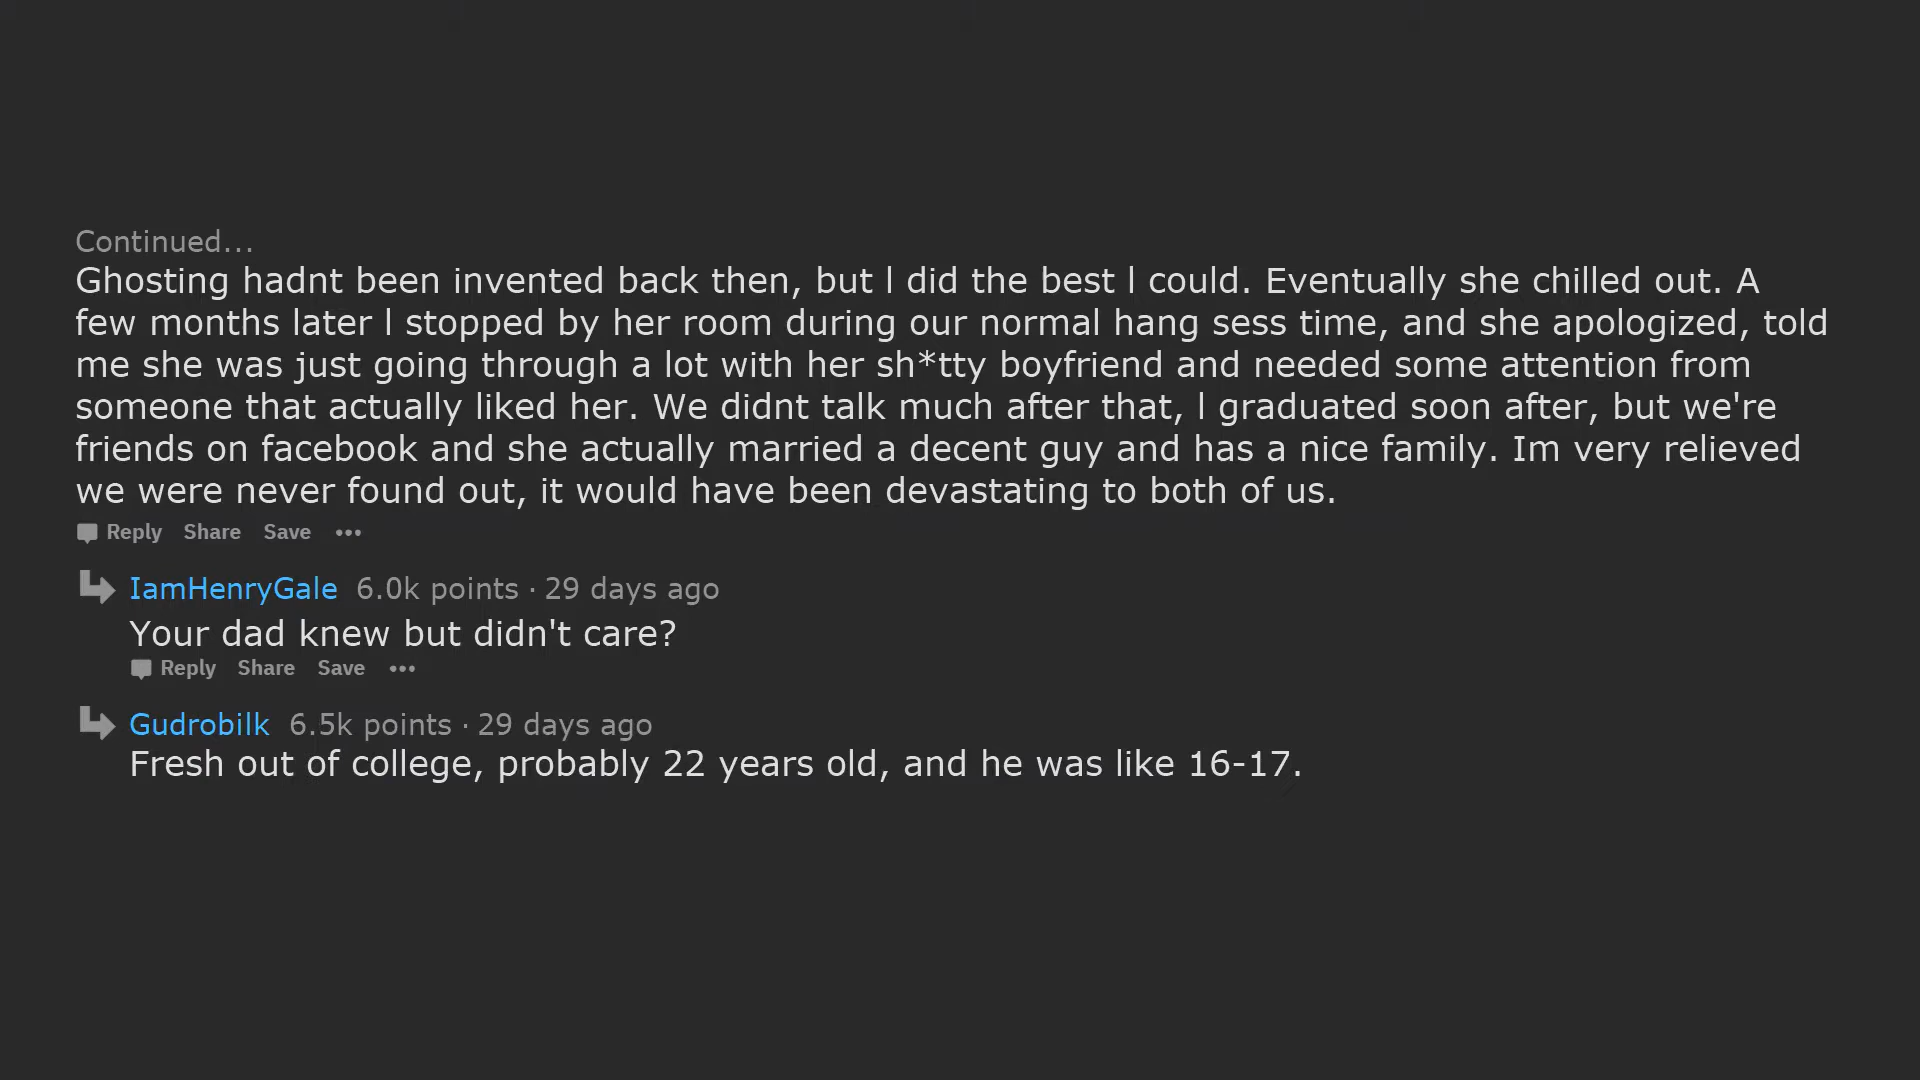 Continued...
Ghosting hadnt been invented back then, but l did the best l could. Eventually she chilled out. A
few months later l stopped by her room during our normal hang sess time, and she apologized, told
me she was just going through a lot with her sh*tty boyfriend and needed some attention from
someone that actually liked her. We didnt talk much after that, l graduated soon after, but we're
friends on facebook and she actually married a decent guy and has a nice family. Im very relieved
we were never found out, it would have been devastating to both of us.
Reply Share Save •••
IamHenryGale 6.0k points · 29 days ago
Your dad knew but didn't care?
Reply Share Save •••
Gudrobilk 6.5k points · 29 days ago
Fresh out of college, probably 22 years old, and he was like 16-17.